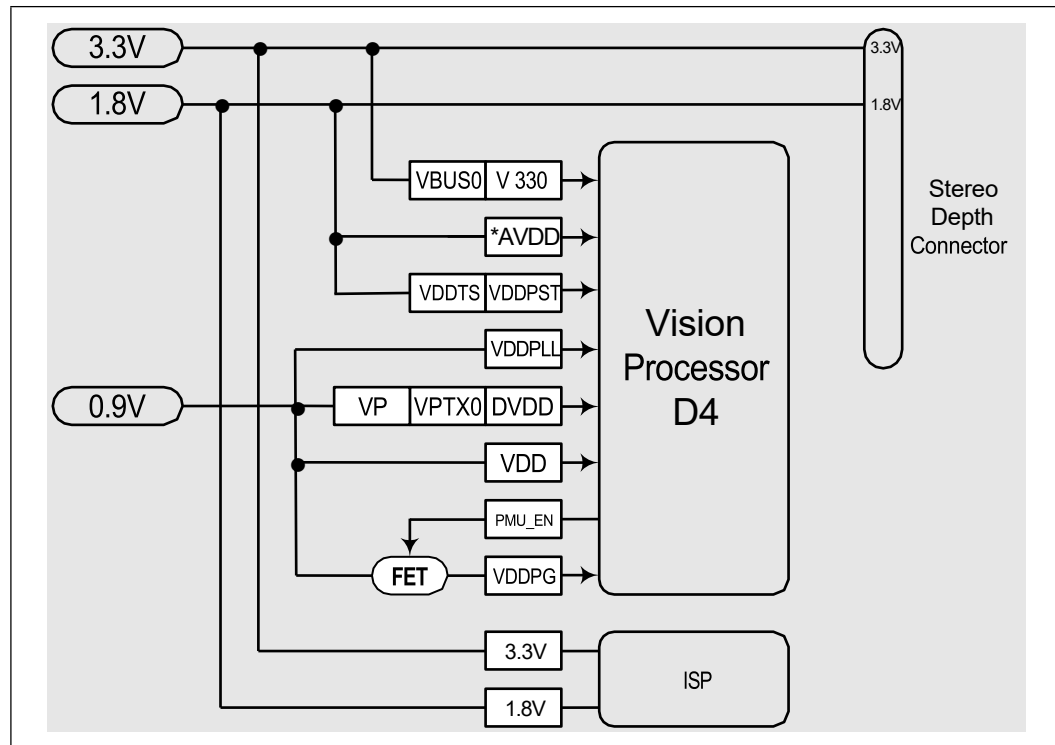 3.3V
3.3V
1.8V
1.8V
VBUS0 V 330
*AVDD
VDDTS VDDPST
VDDPLL
0.9V
VP VPTX0 DVDD
VDD
PMU_EN
FET
VDDPG
Vision
Processor
D4
Stereo
Depth
Connector
3.3V
1.8V
ISP